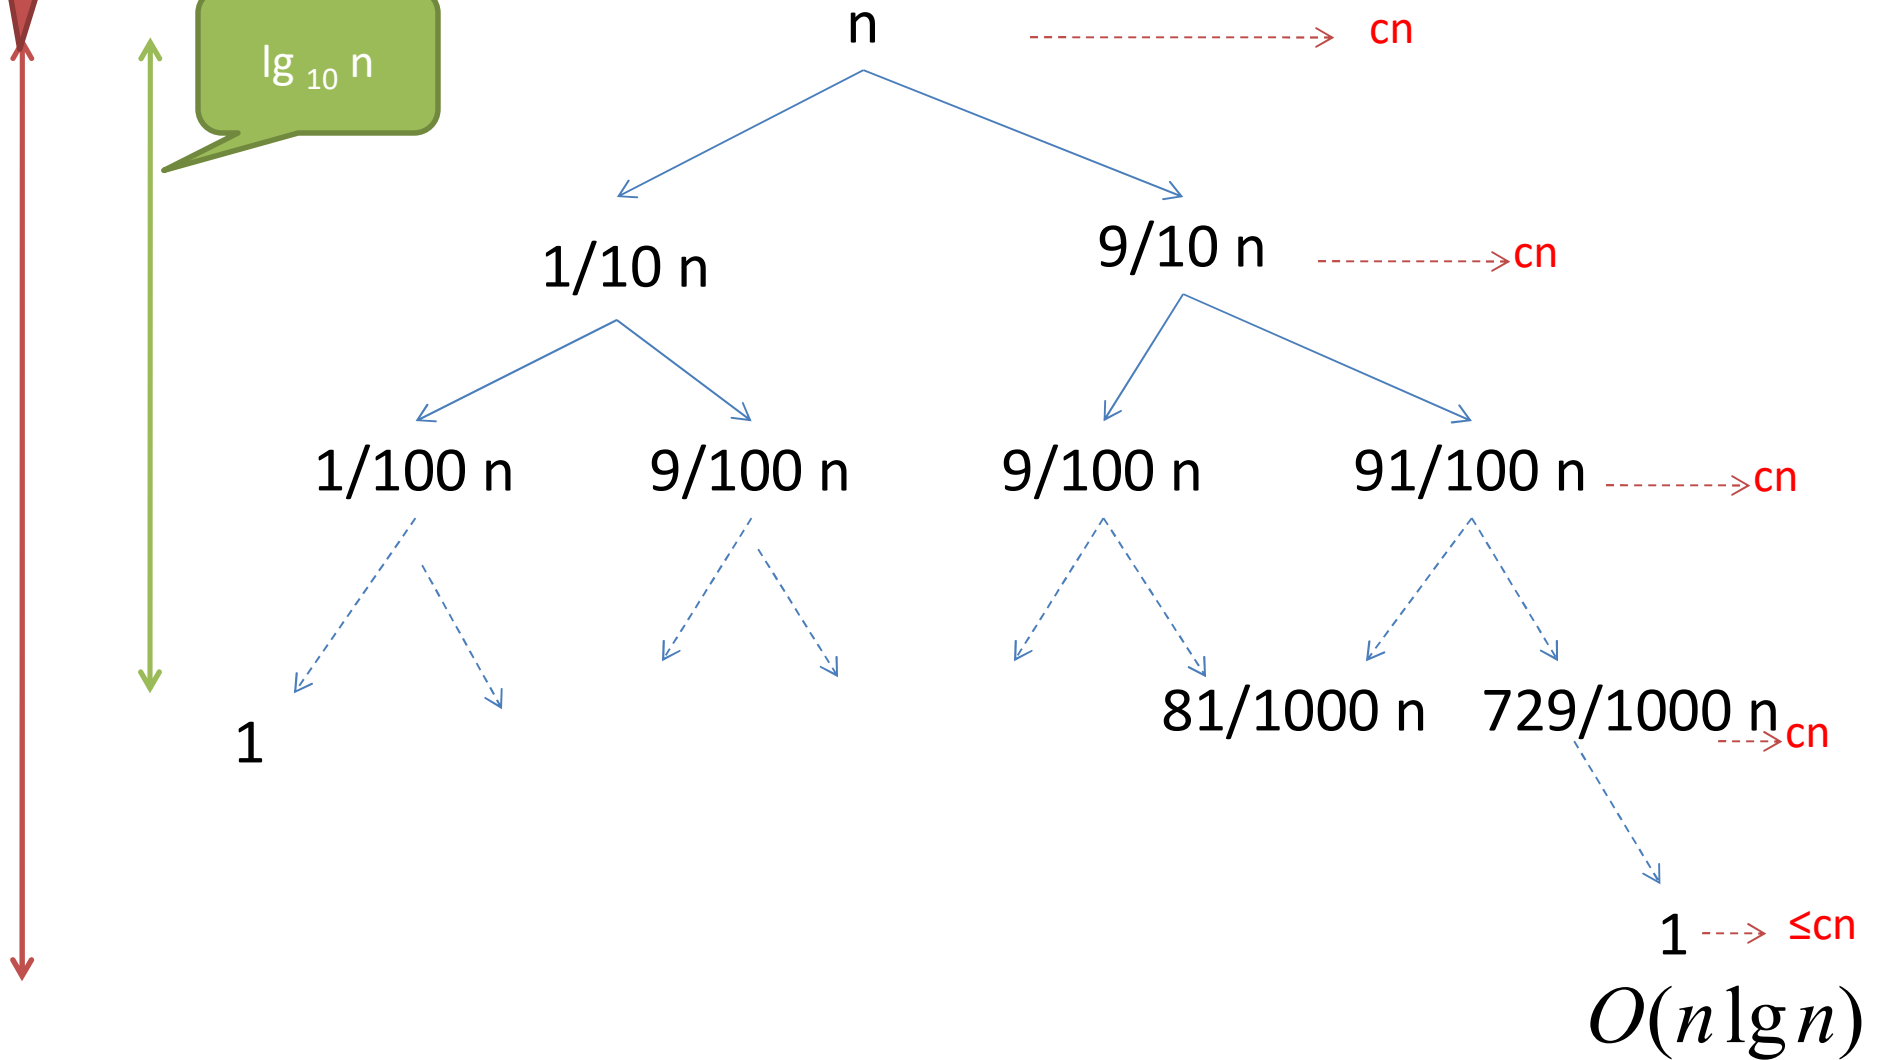 n
cn
lg 10 n
1/10 n
9/10 n
cn
1/100 n
9/100 n
9/100 n
91/100 n
cn
1
81/1000 n
729/1000 n
cn
1
≤cn
O(n lg n)